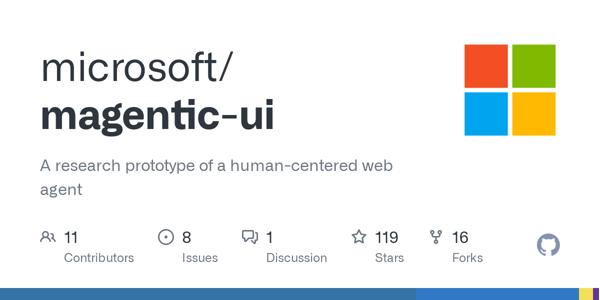 microsoft/
magentic-ui
A research prototype of a human-centered web
agent
11 8 1 119 16
Contributors Issues Discussion Stars Forks